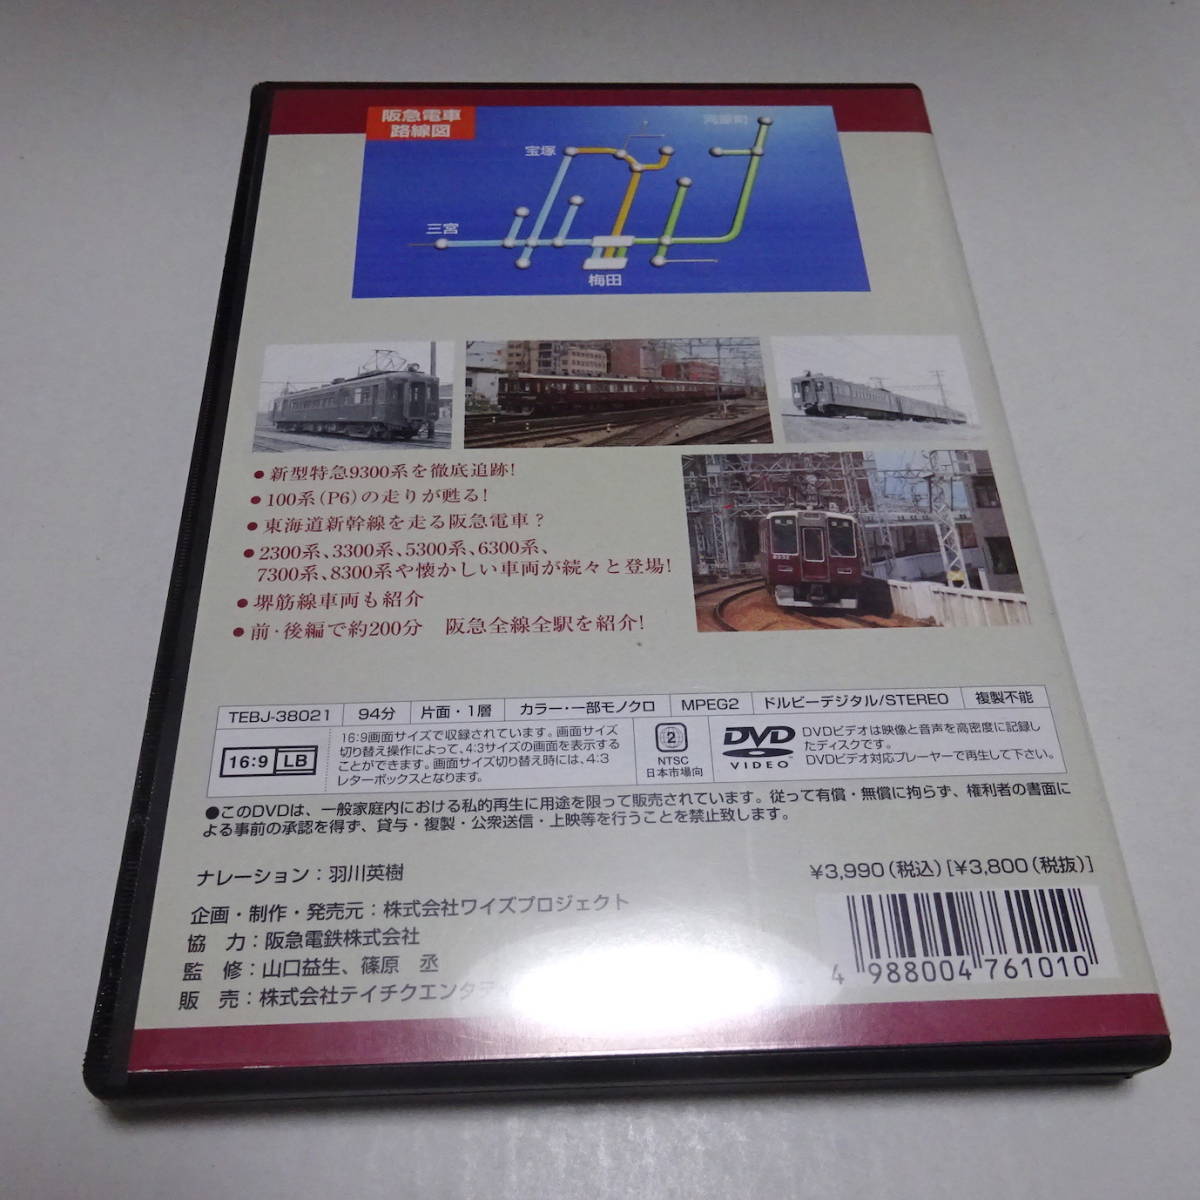 阪急電車
路線図
河原町
宝塚
三宮
梅田
●新型特急9300系を徹底追跡!
●100系(P6)の走りが甦る!
●東海道新幹線を走る阪急電車?
●2300系、3300系、5300系、6300系、
7300系、8300系や懐かしい車両が続々と登場!
●堺筋線車両も紹介
●前・後編で約200分 阪急全線全駅を紹介!
TEBJ-38021 94分 片面・1層 カラー・一部モノクロ MPEG2 ドルビーデジタル/STEREO 複製不能
16:9 LB
16:9画面サイズで収録されています。画面サイズ
切り替え操作によって、4:3サイズの画面を表示する
ことができます。画面サイズ切り替え時には、4:3
レターボックスとなります。
2
NTSC
日本市場向
DVD
VIDEO
DVDビデオは映像と音声を高密度に記録し
たディスクです。
DVDビデオ対応プレーヤーで再生して下さい。
●このDVDは、一般家庭内における私的再生に用途を限って販売されています。従って有償・無償に拘らず、権利者の書面に
よる事前の承認を得ず、貸与・複製・公衆送信・上映等を行うことを禁止致します。
ナレーション:羽川英樹
¥3,990(税込)[¥3,800(税抜)]
企画・制作・発売元:株式会社ワイズプロジェクト
協 力:阪急電鉄株式会社
監 修:山口益生、篠原 丞
販 売:株式会社テイチクエンタテ
4 988004 761010